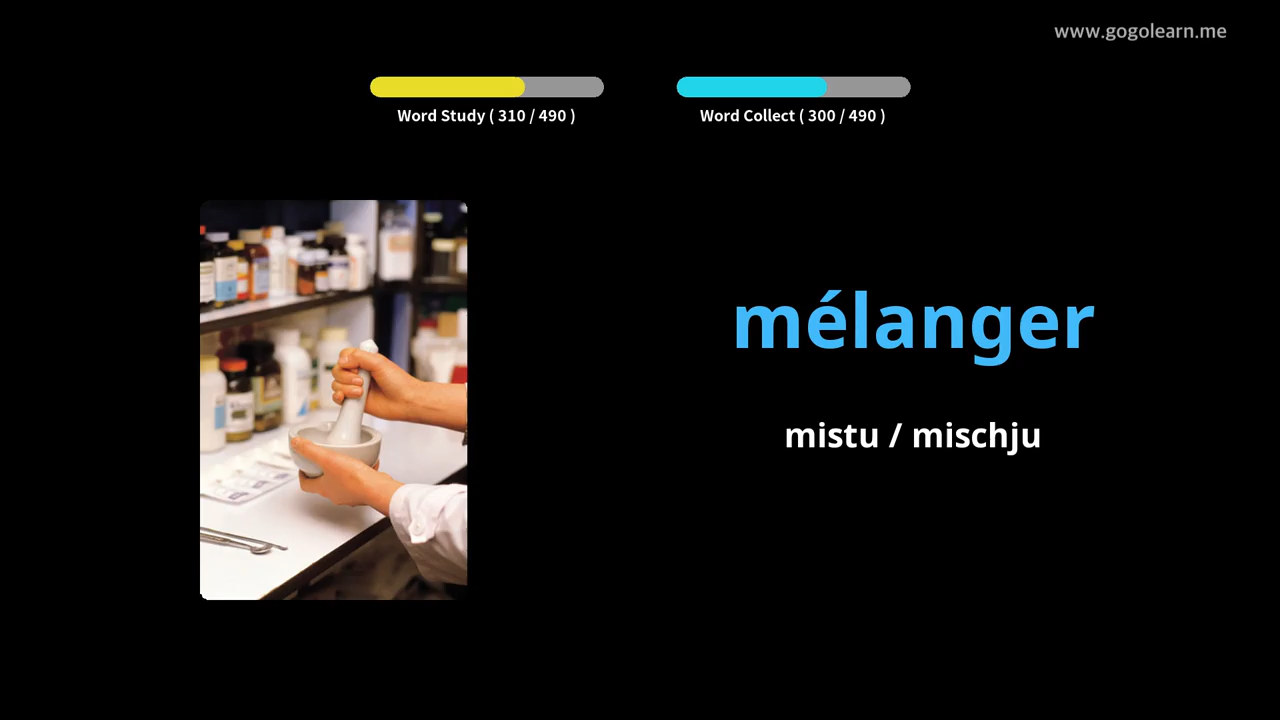 www.gogolearn.me
Word Study ( 310 / 490 )
Word Collect ( 300 / 490 )
mélanger
mistu / mischju